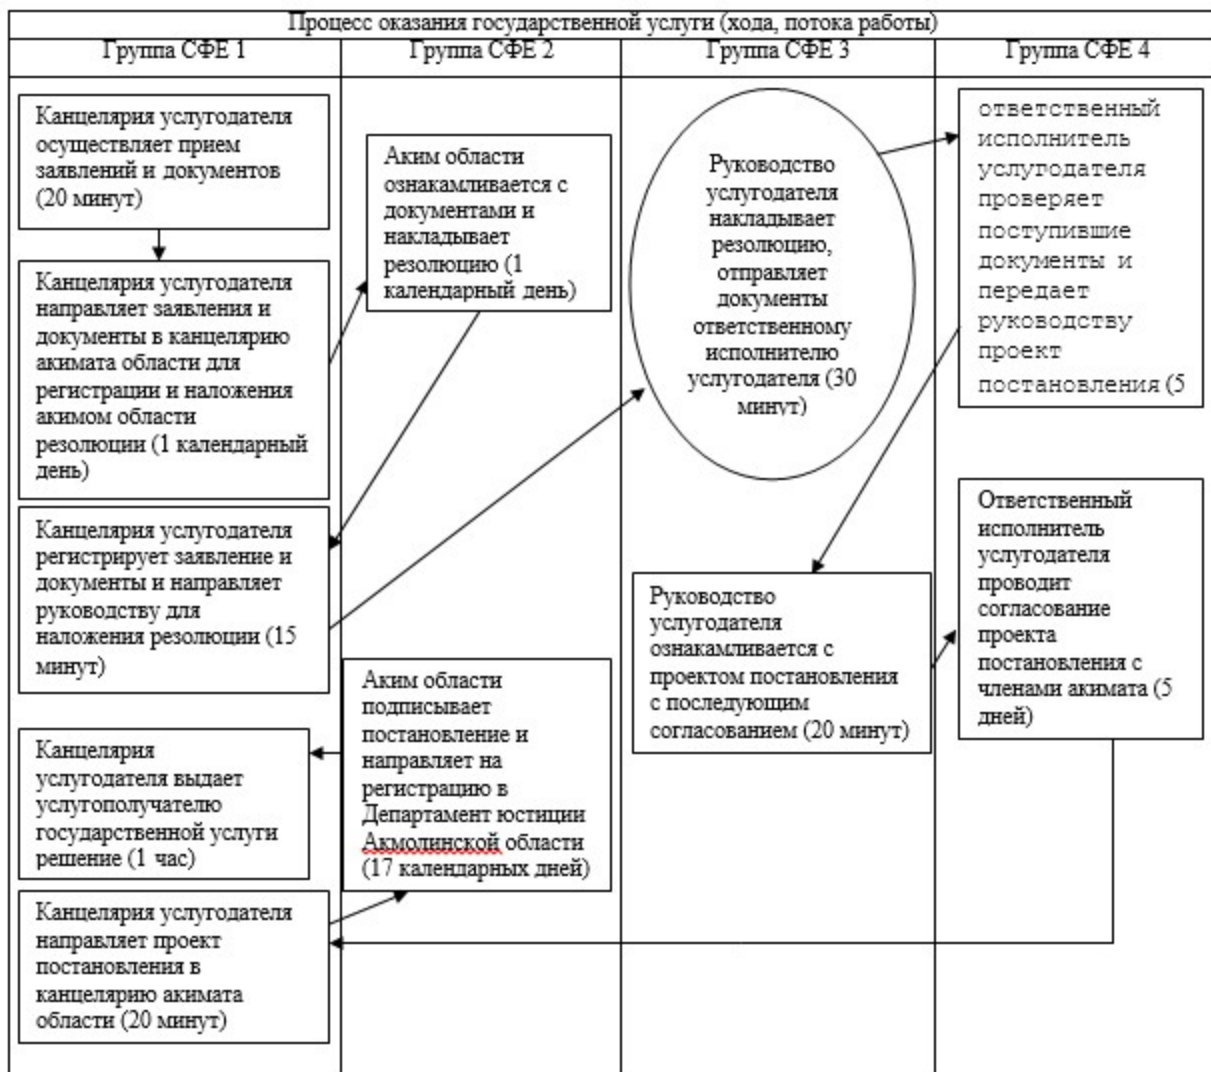 Процесс оказания государственной услуги (хода, потока работы)
Группа СФЕ 1
Группа СФЕ 2
Группа СФЕ 3
Группа СФЕ 4
Канцелярия услугодателя
осуществляет прием
заявлений и документов
(20 минут)
Канцелярия услугодателя
направляет заявления и
документы в канцелярию
акимата области для
регистрации и наложения
акимом области
резолюции (1 календарный
день)
Канцелярия услугодателя
регистрирует заявление и
документы и направляет
руководству для
наложения резолюции (15
минут)
Канцелярия
услугодателя выдает
услугополучателю
государственной услуги
решение (1 час)
Канцелярия услугодателя
направляет проект
постановления в
канцелярию акимата
области (20 минут)
Аким области
ознакамливается с
документами и
накладывает
резолюцию (1
календарный день)
Аким области
подписывает
постановление и
направляет на
регистрацию в
Департамент юстиции
Акмолинской области
(17 календарных дней)
Руководство
услугодателя
накладывает
резолюцию,
отправляет
документы
ответственному
исполнителю
услугодателя (30
минут)
Руководство
услугодателя
ознакамливается с
проектом постановления
с последующим
согласованием (20 минут)
ответственный
исполнитель
услугодателя
проверяет
поступившие
документы и
передает
руководству
проект
постановления (5
Ответственный
исполнитель
услугодателя
проводит
согласование
проекта
постановления с
членами акимата (5
дней)